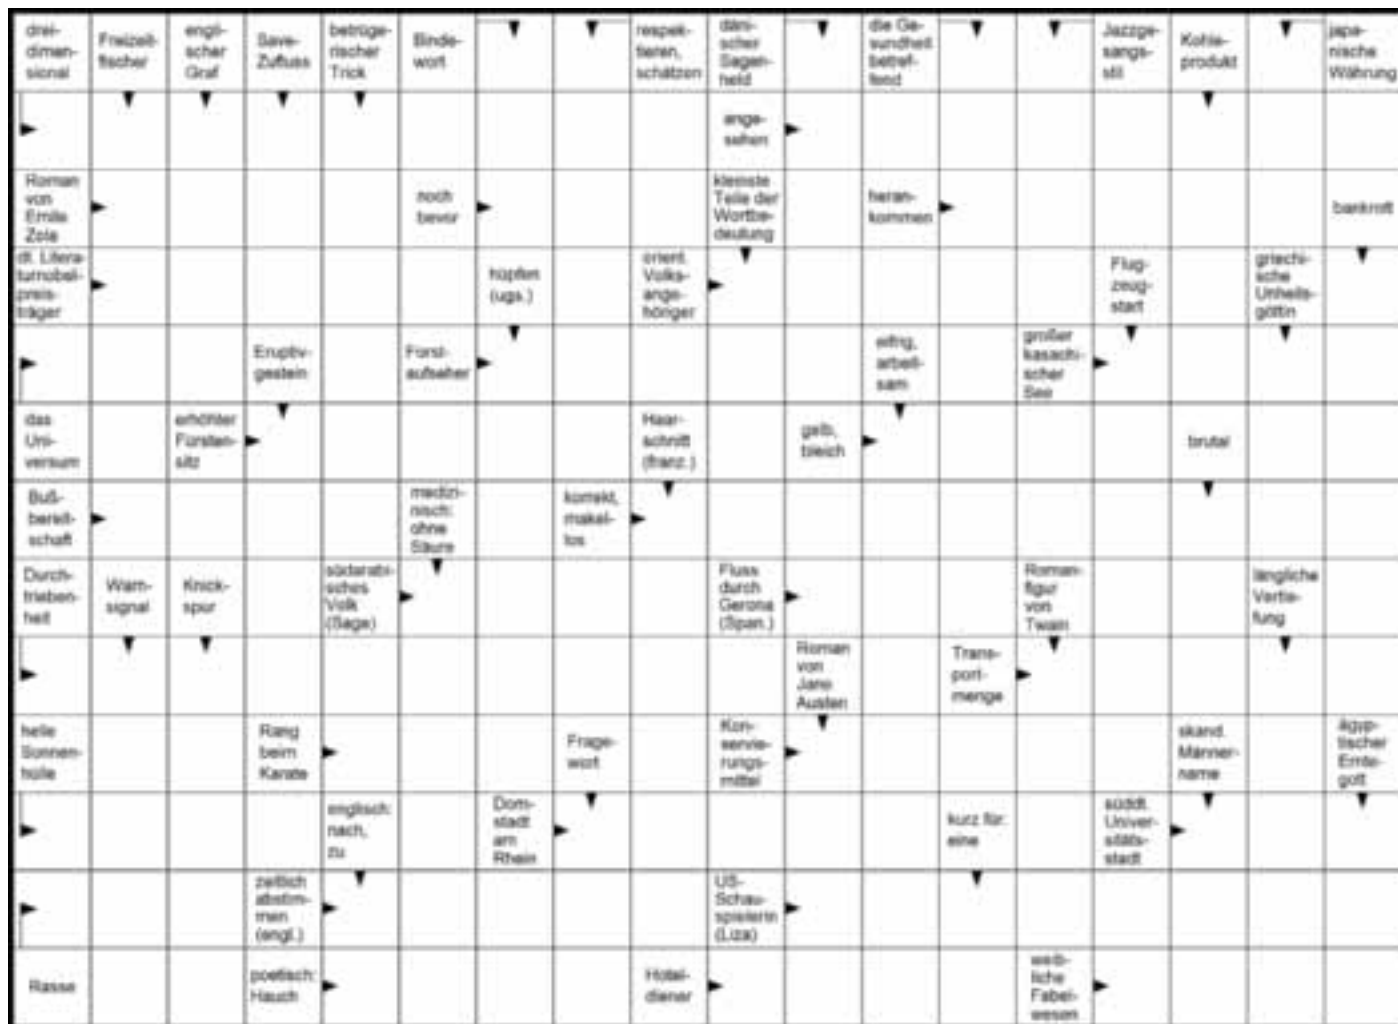 drei-
dimen-
sional
Freizeit-
fischer
engli-
scher
Graf
Save-
Zufluss
betrüge-
rischer
Trick
Binde-
wort
respek-
tieren,
schätzen
däni-
scher
Sagen-
held
die Ge-
sundheit
betref-
fend
Jazzge-
sangs-
stil
Kohle-
produkt
japa-
nische
Währung
ange-
sehen
Roman
von
Emile
Zola
noch
bevor
kleinste
Teile der
Wortbe-
deutung
heran-
kommen
bankrott
dt. Litera-
turnobel-
preis-
träger
hüpfen
(ugs.)
orient.
Volks-
ange-
höriger
Flug-
zeug-
start
griechi-
sche
Unheils-
göttin
Eruptiv-
gestein
Forst-
aufseher
eifrig,
arbeit-
sam
großer
kasachi-
scher
See
das
Uni-
versum
erhöhter
Fürsten-
sitz
Haar-
schnitt
(franz.)
gelb,
bleich
brutal
Buß-
bereit-
schaft
medizi-
nisch:
ohne
Säure
korrekt,
makel-
los
Durch-
trieben-
heit
Warn-
signal
Knick-
spur
südarabi-
sches
Volk
(Sage)
Fluss
durch
Gerona
(Span.)
Roman-
figur
von
Twain
längliche
Vertie-
fung
Roman
von
Jane
Austen
Trans-
port-
menge
helle
Sonnen-
hülle
Rang
beim
Karate
Frage-
wort
Kon-
servie-
rungs-
mittel
skand.
Männer-
name
ägyp-
tischer
Ernte-
gott
englisch:
nach,
zu
Dom-
stadt
am
Rhein
kurz für:
eine
südd.
Univer-
sitäts-
stadt
zeitlich
abstim-
men
(engl.)
US-
Schau-
spielerin
(Liza)
Rasse
poetisch:
Hauch
Hotel-
diener
weib-
liche
Fabel-
wesen